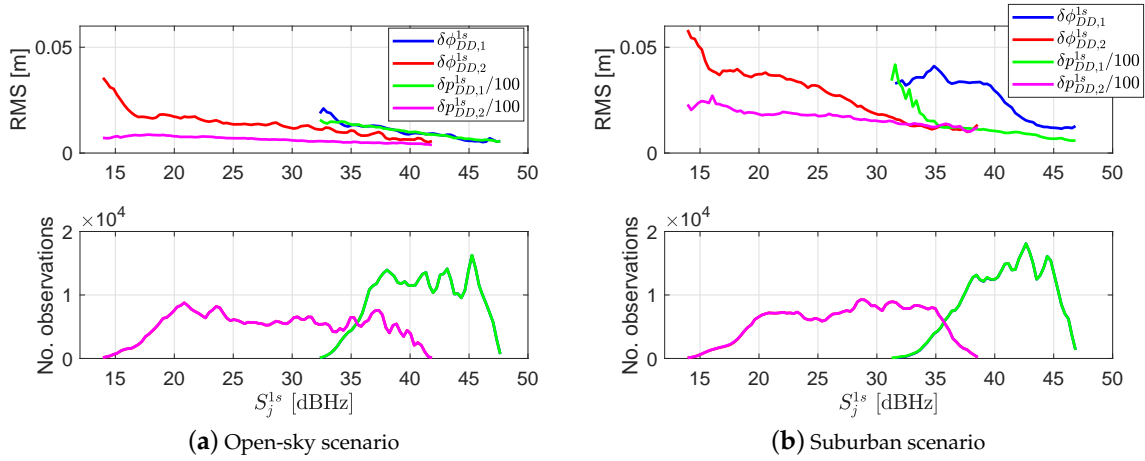 RMS [m]
0.05
0
15 20 25 30 35 40 45 50
δϕ^{1s}_{DD,1}
δϕ^{1s}_{DD,2}
δp^{1s}_{DD,1}/100
δp^{1s}_{DD,2}/100
No. observations
×10^4
2
1
0
15 20 25 30 35 40 45 50
S^{1s}_j [dBHz]
(a) Open-sky scenario
RMS [m]
0.05
0
15 20 25 30 35 40 45 50
δϕ^{1s}_{DD,1}
δϕ^{1s}_{DD,2}
δp^{1s}_{DD,1}/100
δp^{1s}_{DD,2}/100
No. observations
×10^4
2
1
0
15 20 25 30 35 40 45 50
S^{1s}_j [dBHz]
(b) Suburban scenario